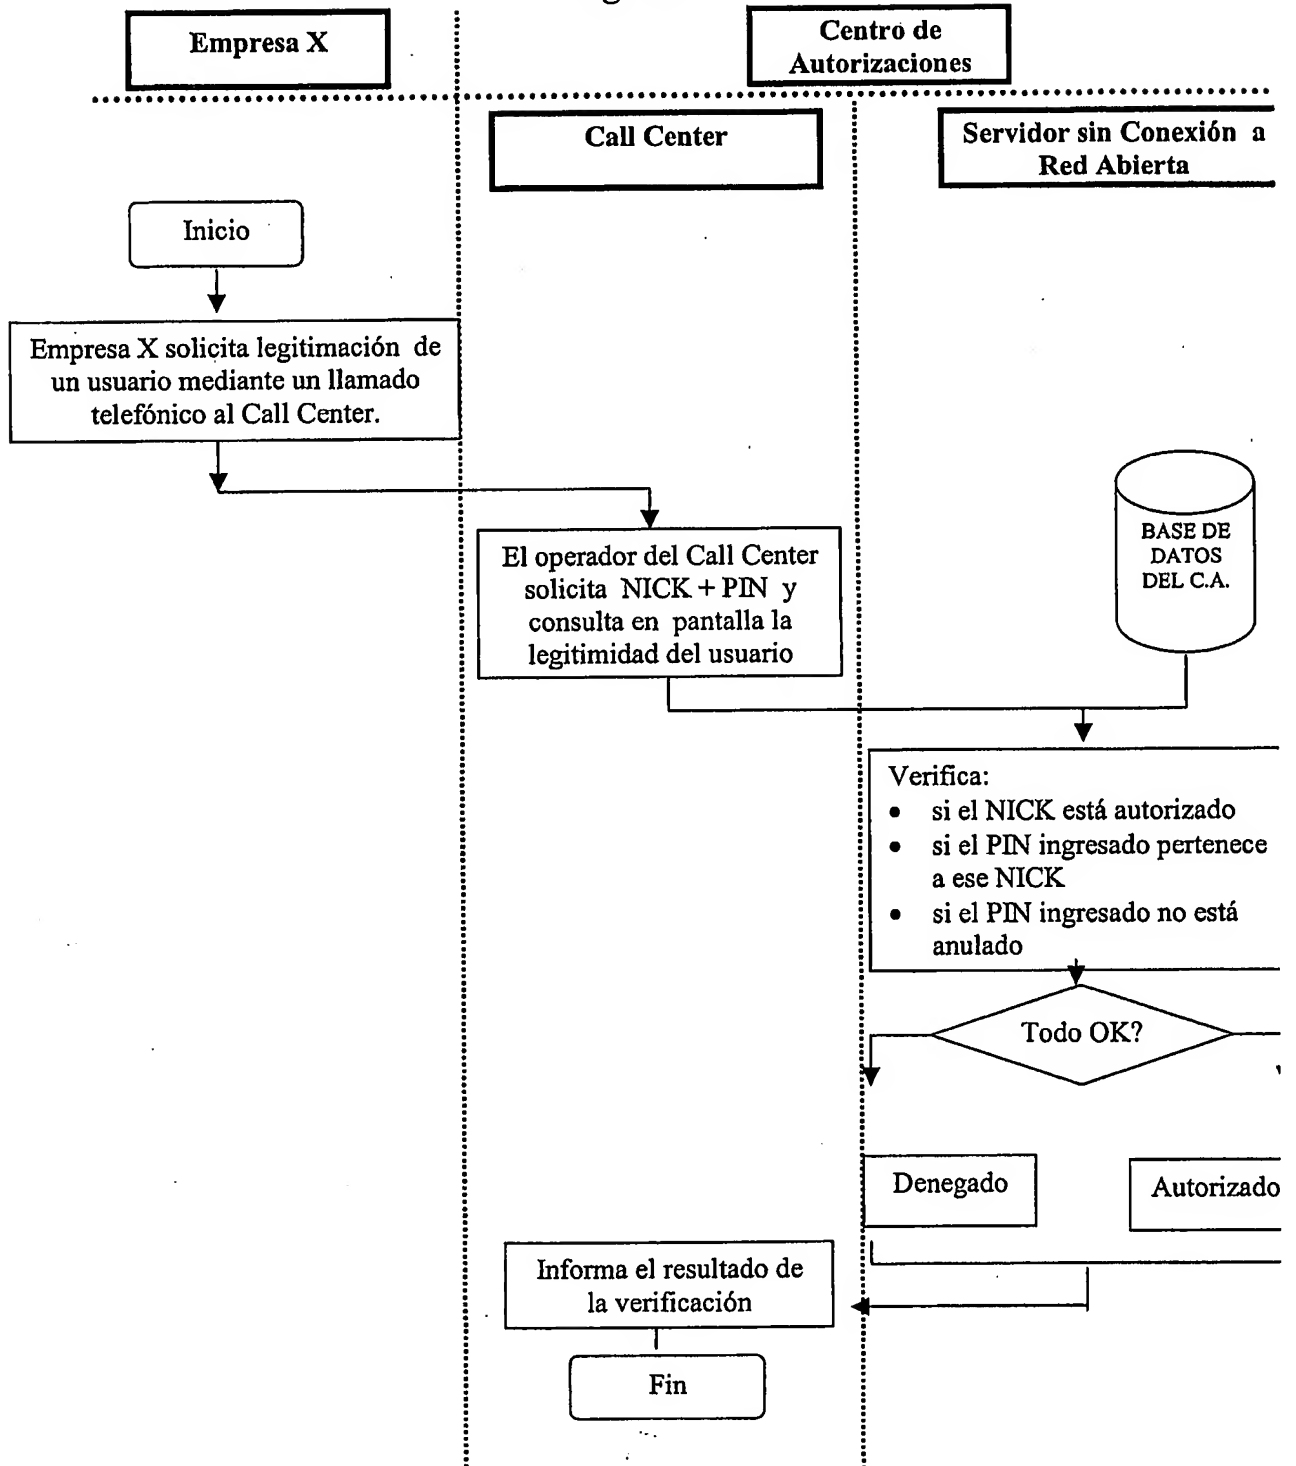 Empresa X
Centro de
Autorizaciones
Call Center
Servidor sin Conexión a
Red Abierta
Inicio
Empresa X solicita legitimación de
un usuario mediante un llamado
telefónico al Call Center.
El operador del Call Center
solicita NICK + PIN y
consulta en pantalla la
legitimidad del usuario
BASE DE
DATOS
DEL C.A.
Verifica:
• si el NICK está autorizado
• si el PIN ingresado pertenece
a ese NICK
• si el PIN ingresado no está
anulado
Todo OK?
Denegado
Autorizado
Informa el resultado de
la verificación
Fin